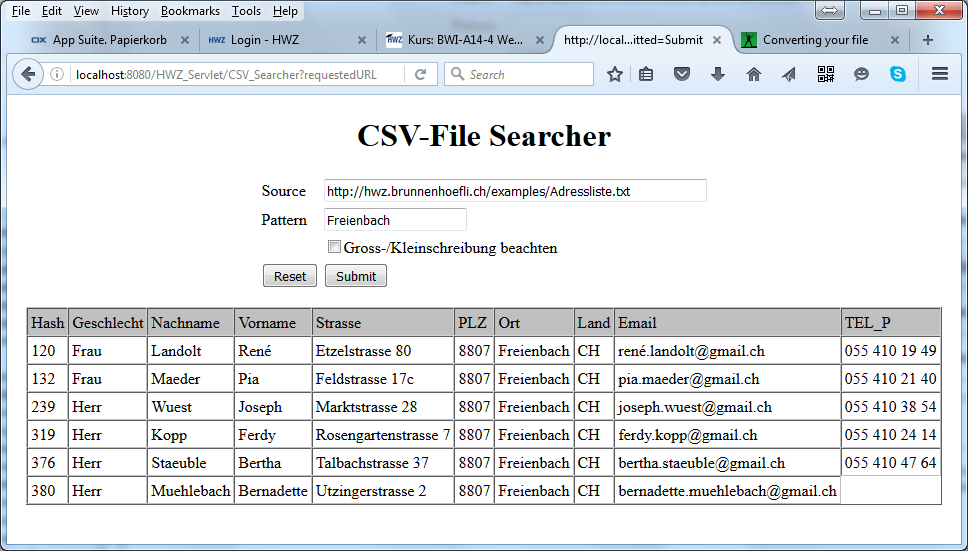 File Edit View History Bookmarks Tools Help
App Suite. Papierkorb Login - HWZ Kurs: BWI-A14-4 We... http://local...itted=Submit Converting your file
localhost:8080/HWZ_Servlet/CSV_Searcher?requestedURL Search
CSV-File Searcher
Source http://hwz.brunnenhoefli.ch/examples/Adressliste.txt
Pattern Freienbach
Gross-/Kleinschreibung beachten
Reset Submit
Hash Geschlecht Nachname Vorname Strasse PLZ Ort Land Email TEL_P
120 Frau Landolt René Etzelstrasse 80 8807 Freienbach CH rené.landolt@gmail.ch 055 410 19 49
132 Frau Maeder Pia Feldstrasse 17c 8807 Freienbach CH pia.maeder@gmail.ch 055 410 21 40
239 Herr Wuest Joseph Marktstrasse 28 8807 Freienbach CH joseph.wuest@gmail.ch 055 410 38 54
319 Herr Kopp Ferdy Rosengartenstrasse 7 8807 Freienbach CH ferdy.kopp@gmail.ch 055 410 24 14
376 Herr Staeuble Bertha Talbachstrasse 37 8807 Freienbach CH bertha.staeuble@gmail.ch 055 410 47 64
380 Herr Muehlebach Bernadette Utzingerstrasse 2 8807 Freienbach CH bernadette.muehlebach@gmail.ch